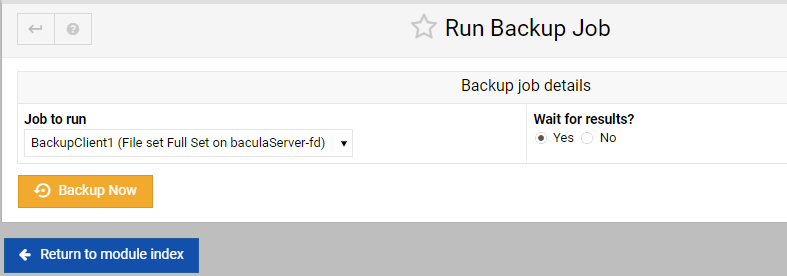 Run Backup Job
Backup job details
Job to run
Wait for results?
BackupClient1 (File set Full Set on baculaServer-fd)
Yes No
Backup Now
Return to module index